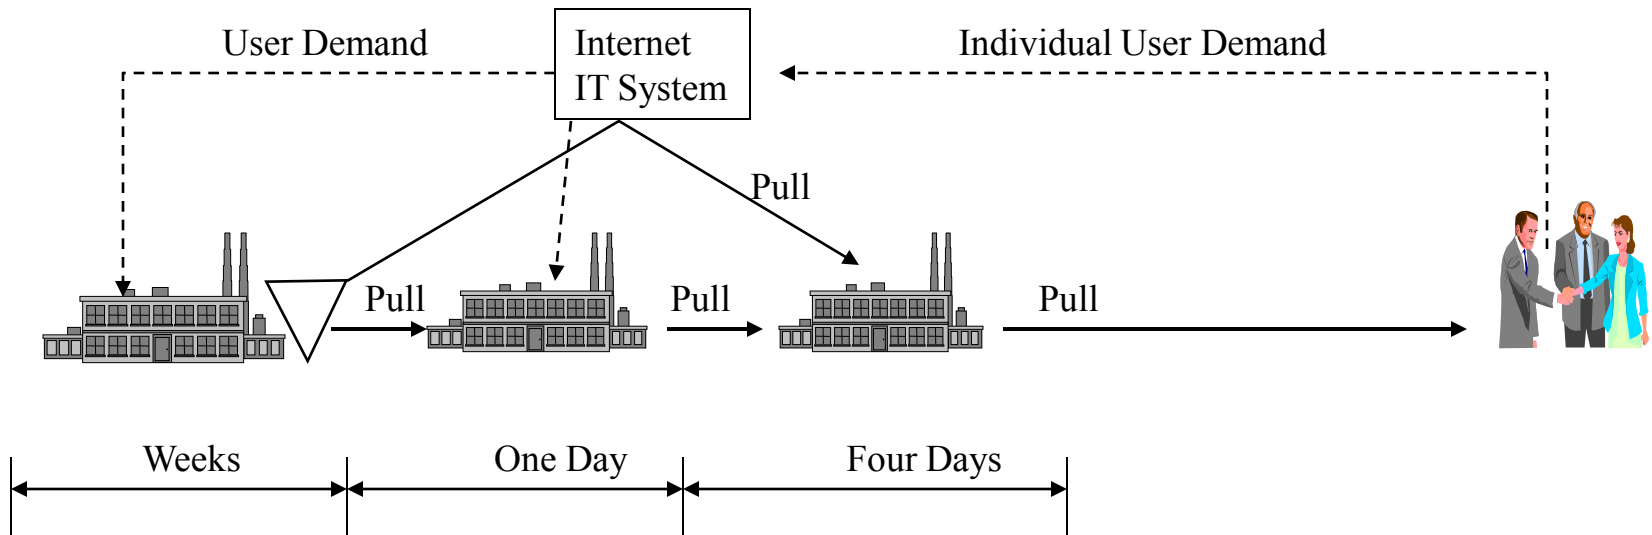 User Demand
Internet
IT System
Individual User Demand
Pull
Pull
Pull
Pull
Weeks
One Day
Four Days